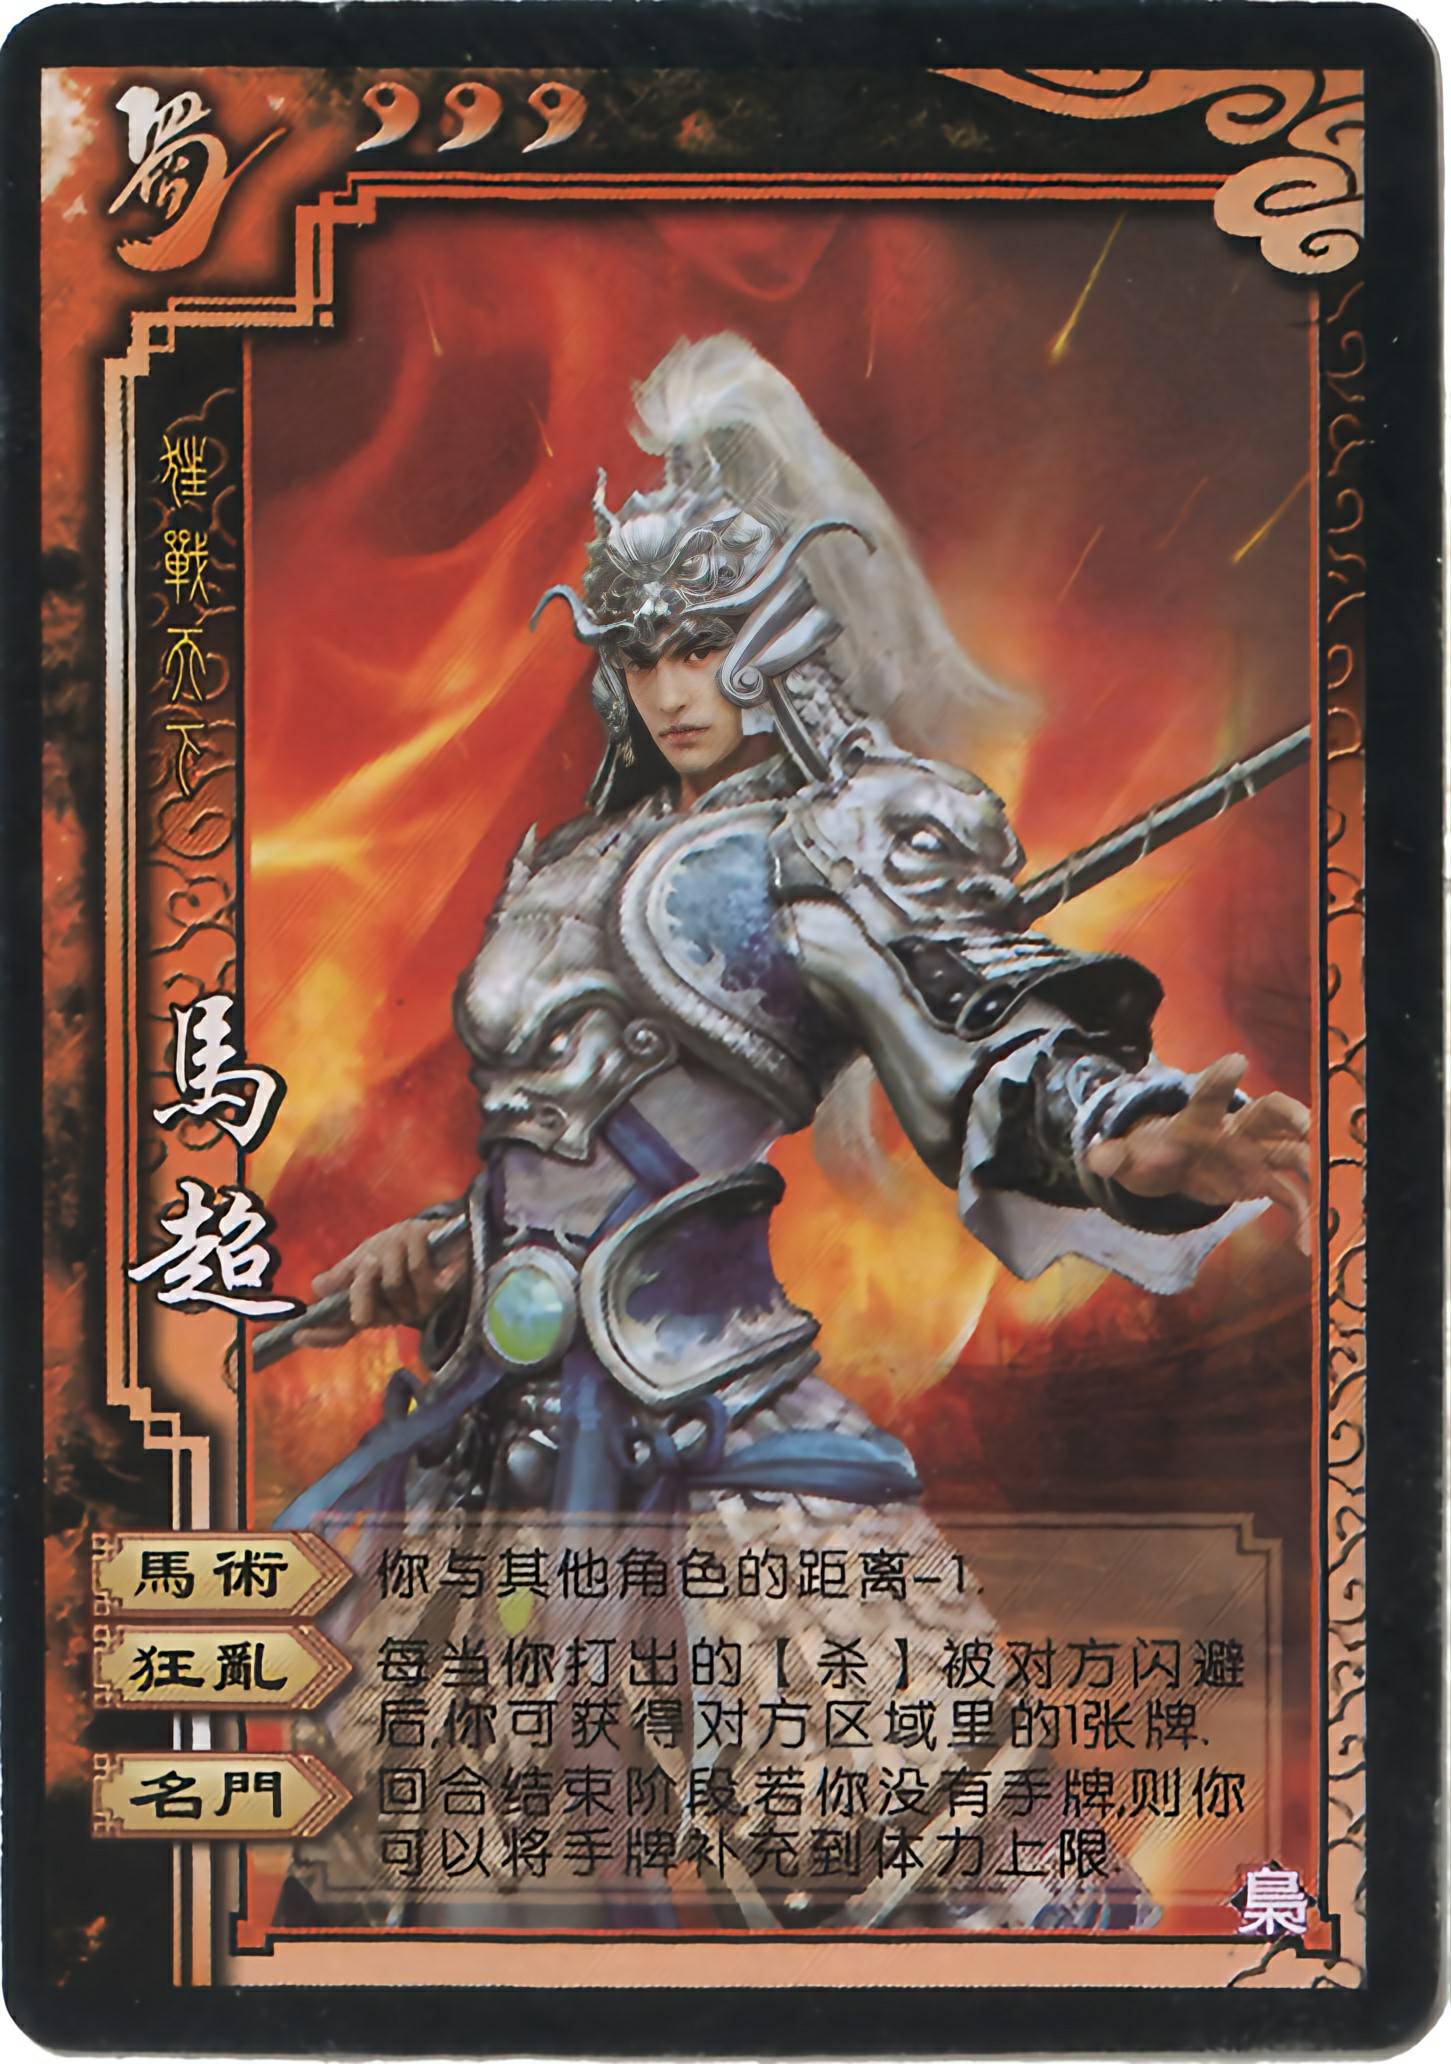 蜀
狂戰天下
馬超
馬術
你与其他角色的距离-1.
狂亂
每当你打出的【杀】被对方闪避
后,你可获得对方区域里的1张牌.
名門
回合结束阶段,若你没有手牌,则你
可以将手牌补充到体力上限.
梟